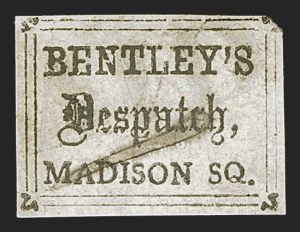 BENTLEY'S
Despatch,
MADISON SQ.